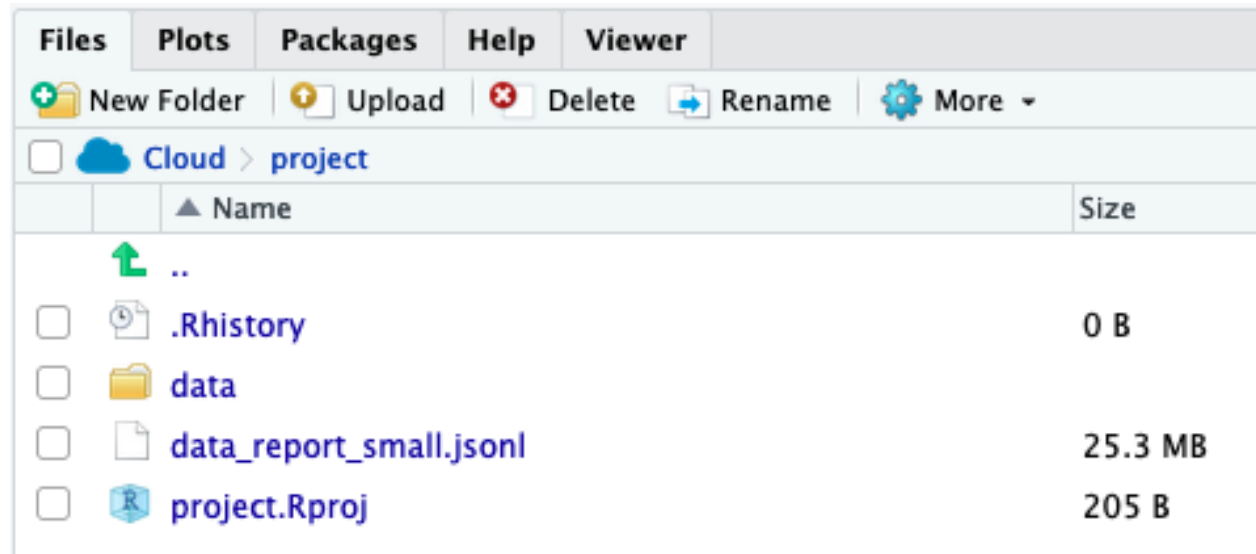 Files Plots Packages Help Viewer
New Folder Upload Delete Rename More
Cloud > project
Name Size
..
.Rhistory 0 B
data
data_report_small.jsonl 25.3 MB
R project.Rproj 205 B